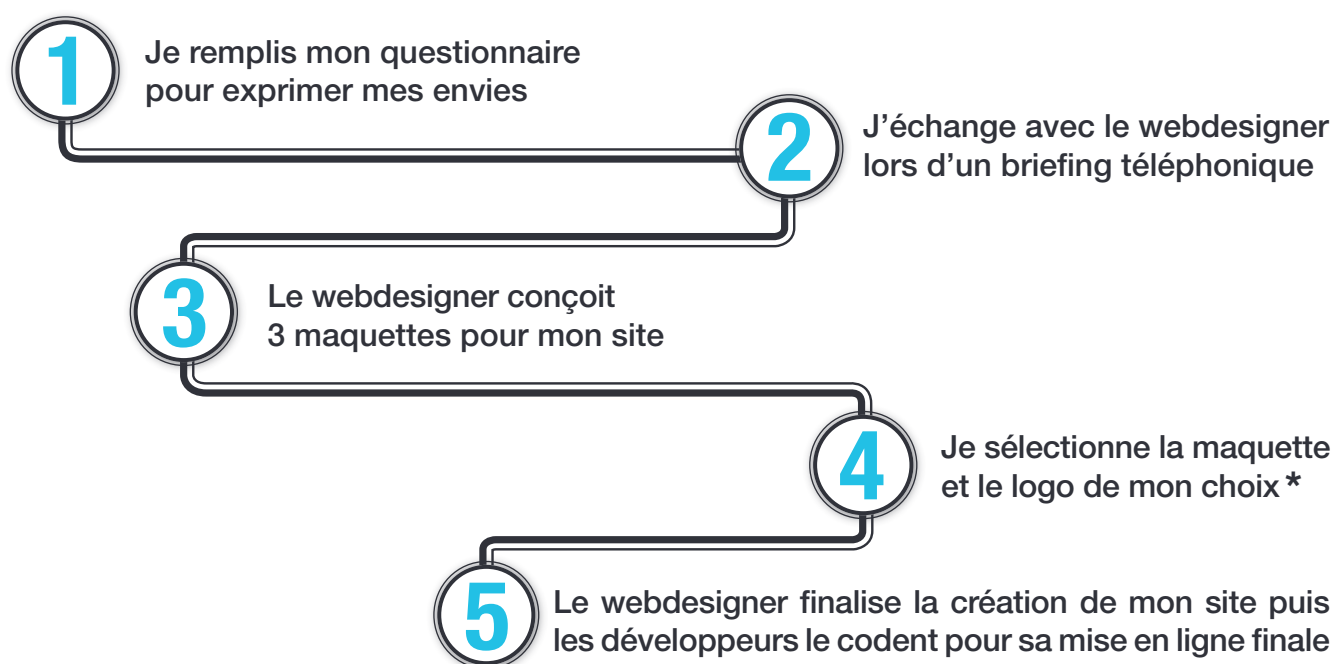 1
Je remplis mon questionnaire
pour exprimer mes envies
2
J’échange avec le webdesigner
lors d’un briefing téléphonique
3
Le webdesigner conçoit
3 maquettes pour mon site
4
Je sélectionne la maquette
et le logo de mon choix*
5
Le webdesigner finalise la création de mon site puis
les développeurs le codent pour sa mise en ligne finale